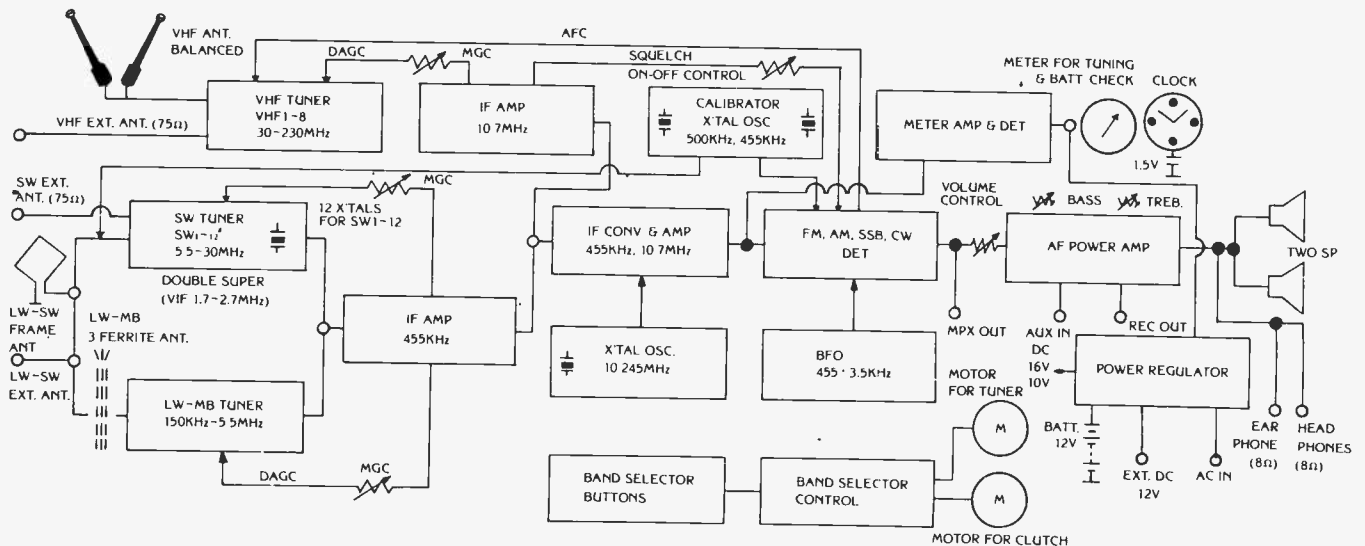 VHF ANT.
BALANCED
AFC
DAGC
MGC
SQUELCH
ON-OFF CONTROL
METER FOR TUNING
& BATT CHECK
CLOCK
1.5V
VHF TUNER
VHF 1-8
30-230MHz
IF AMP
10 7MHz
CALIBRATOR
X'TAL OSC
500KHz, 455KHz
METER AMP & DET
VHF EXT. ANT. (75Ω)
SW EXT.
ANT. (75Ω)
MGC
12 X'TALS
FOR SW1-12
SW TUNER
SW1-12
5 5-30MHz
DOUBLE SUPER
(VIF 1.7-2.7MHz)
IF CONV & AMP
455KHz, 10.7MHz
FM, AM, SSB, CW
DET
VOLUME
CONTROL
BASS
TREB.
AF POWER AMP
TWO SP
LW-SW
FRAME
ANT
LW-SW
EXT. ANT.
LW-MB
3 FERRITE ANT.
IF AMP
455KHz
X'TAL OSC.
10 245MHz
BFO
455 · 3.5KHz
MPX OUT
AUX IN
REC OUT
DC
16V
10V
POWER REGULATOR
LW-MB TUNER
150KHz-5 5MHz
DAGC
MGC
BAND SELECTOR
BUTTONS
BAND SELECTOR
CONTROL
MOTOR
FOR TUNER
M
M
MOTOR FOR CLUTCH
BATT.
12V
EXT. DC
12V
AC IN
EAR
PHONE
(8Ω)
HEAD
PHONES
(8Ω)